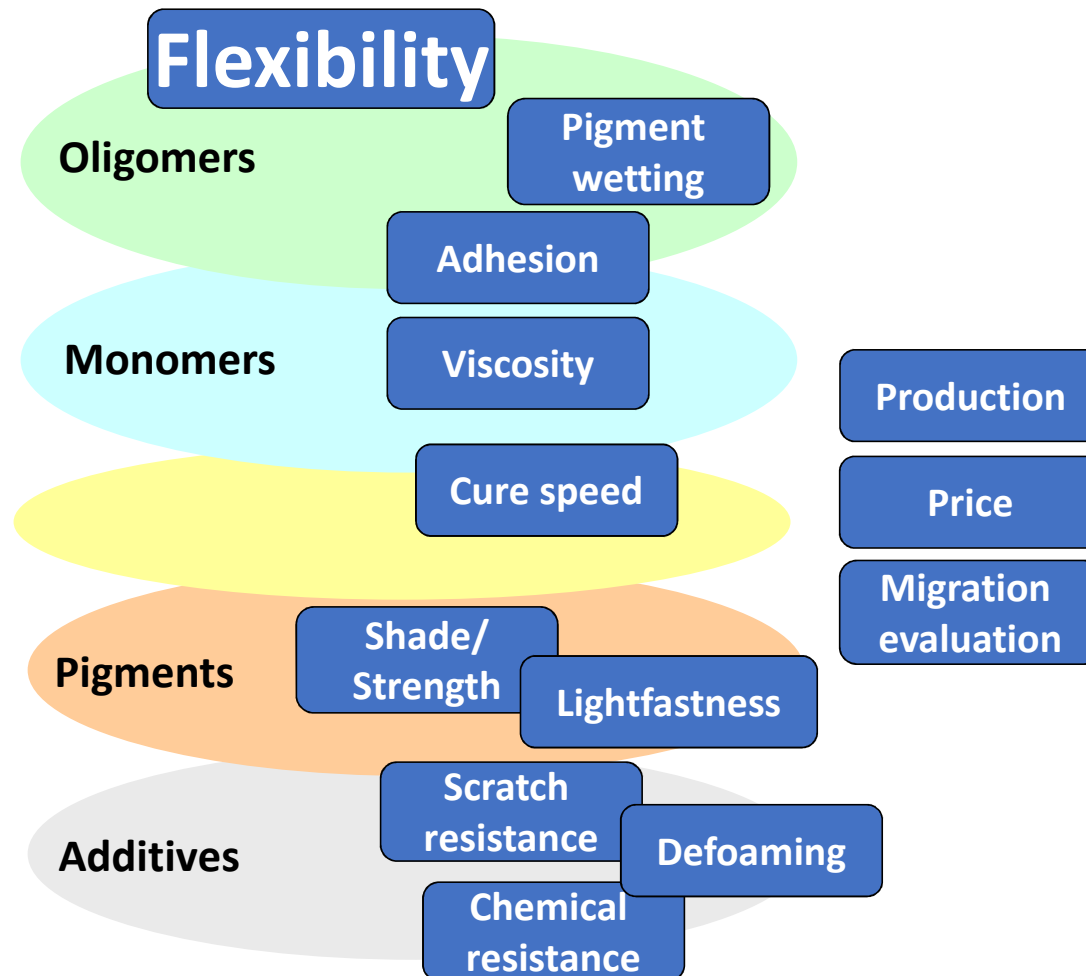 Flexibility
Oligomers
Pigment
wetting
Adhesion
Monomers
Viscosity
Production
Cure speed
Price
Migration
evaluation
Pigments
Shade/
Strength
Lightfastness
Additives
Scratch
resistance
Defoaming
Chemical
resistance